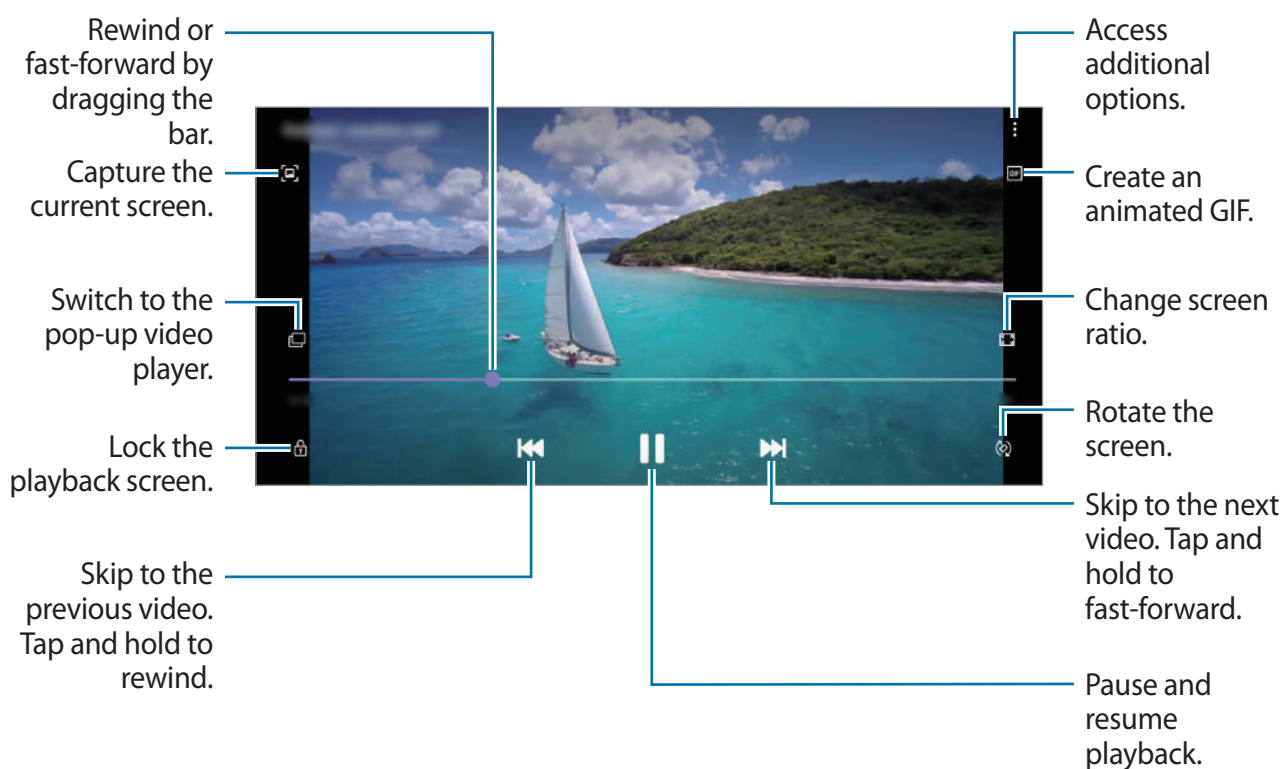 Rewind or
fast-forward by
dragging the
bar.
Capture the
current screen.
Switch to the
pop-up video
player.
Lock the
playback screen.
Skip to the
previous video.
Tap and hold to
rewind.
Access
additional
options.
GIF
Create an
animated GIF.
Change screen
ratio.
Rotate the
screen.
Skip to the next
video. Tap and
hold to
fast-forward.
Pause and
resume
playback.